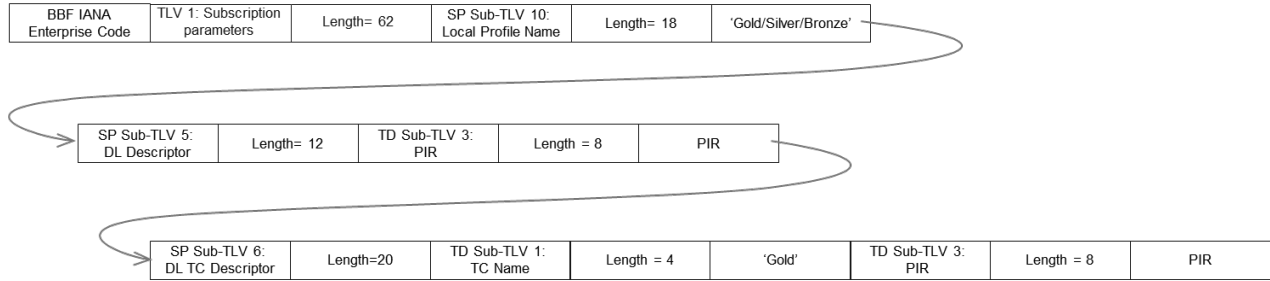 BBF IANA
Enterprise Code
TLV 1: Subscription
parameters
Length= 62
SP Sub-TLV 10:
Local Profile Name
Length= 18
‘Gold/Silver/Bronze’
SP Sub-TLV 5:
DL Descriptor
Length= 12
TD Sub-TLV 3:
PIR
Length = 8
PIR
SP Sub-TLV 6:
DL TC Descriptor
Length=20
TD Sub-TLV 1:
TC Name
Length = 4
‘Gold’
TD Sub-TLV 3:
PIR
Length = 8
PIR